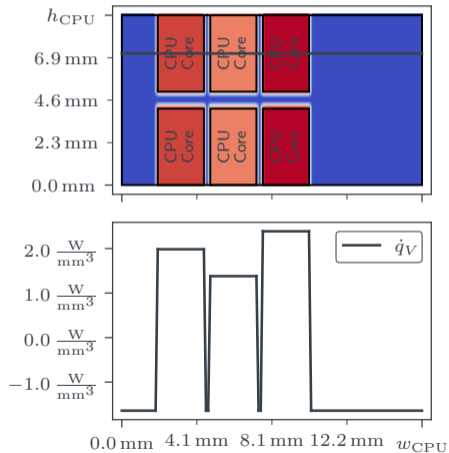 h_CPU
6.9 mm
4.6 mm
2.3 mm
0.0 mm
CPU Core
CPU Core
CPU Core
CPU Core
CPU Core
CPU Core
2.0 W/mm³
1.0 W/mm³
0.0 W/mm³
−1.0 W/mm³
q̇_V
0.0 mm 4.1 mm 8.1 mm 12.2 mm w_CPU